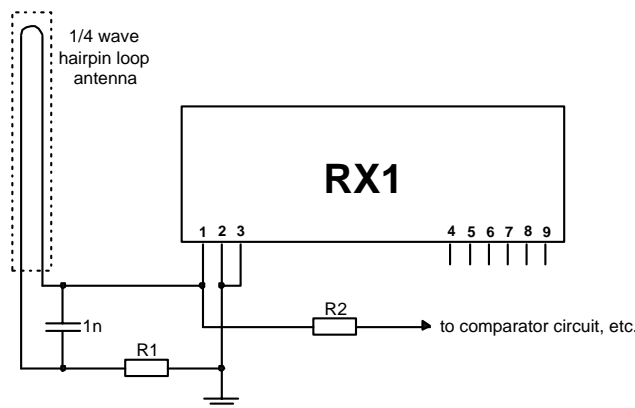 1/4 wave
hairpin loop
antenna
RX1
1 2 3
4 5 6 7 8 9
R2
to comparator circuit, etc.
1n
R1